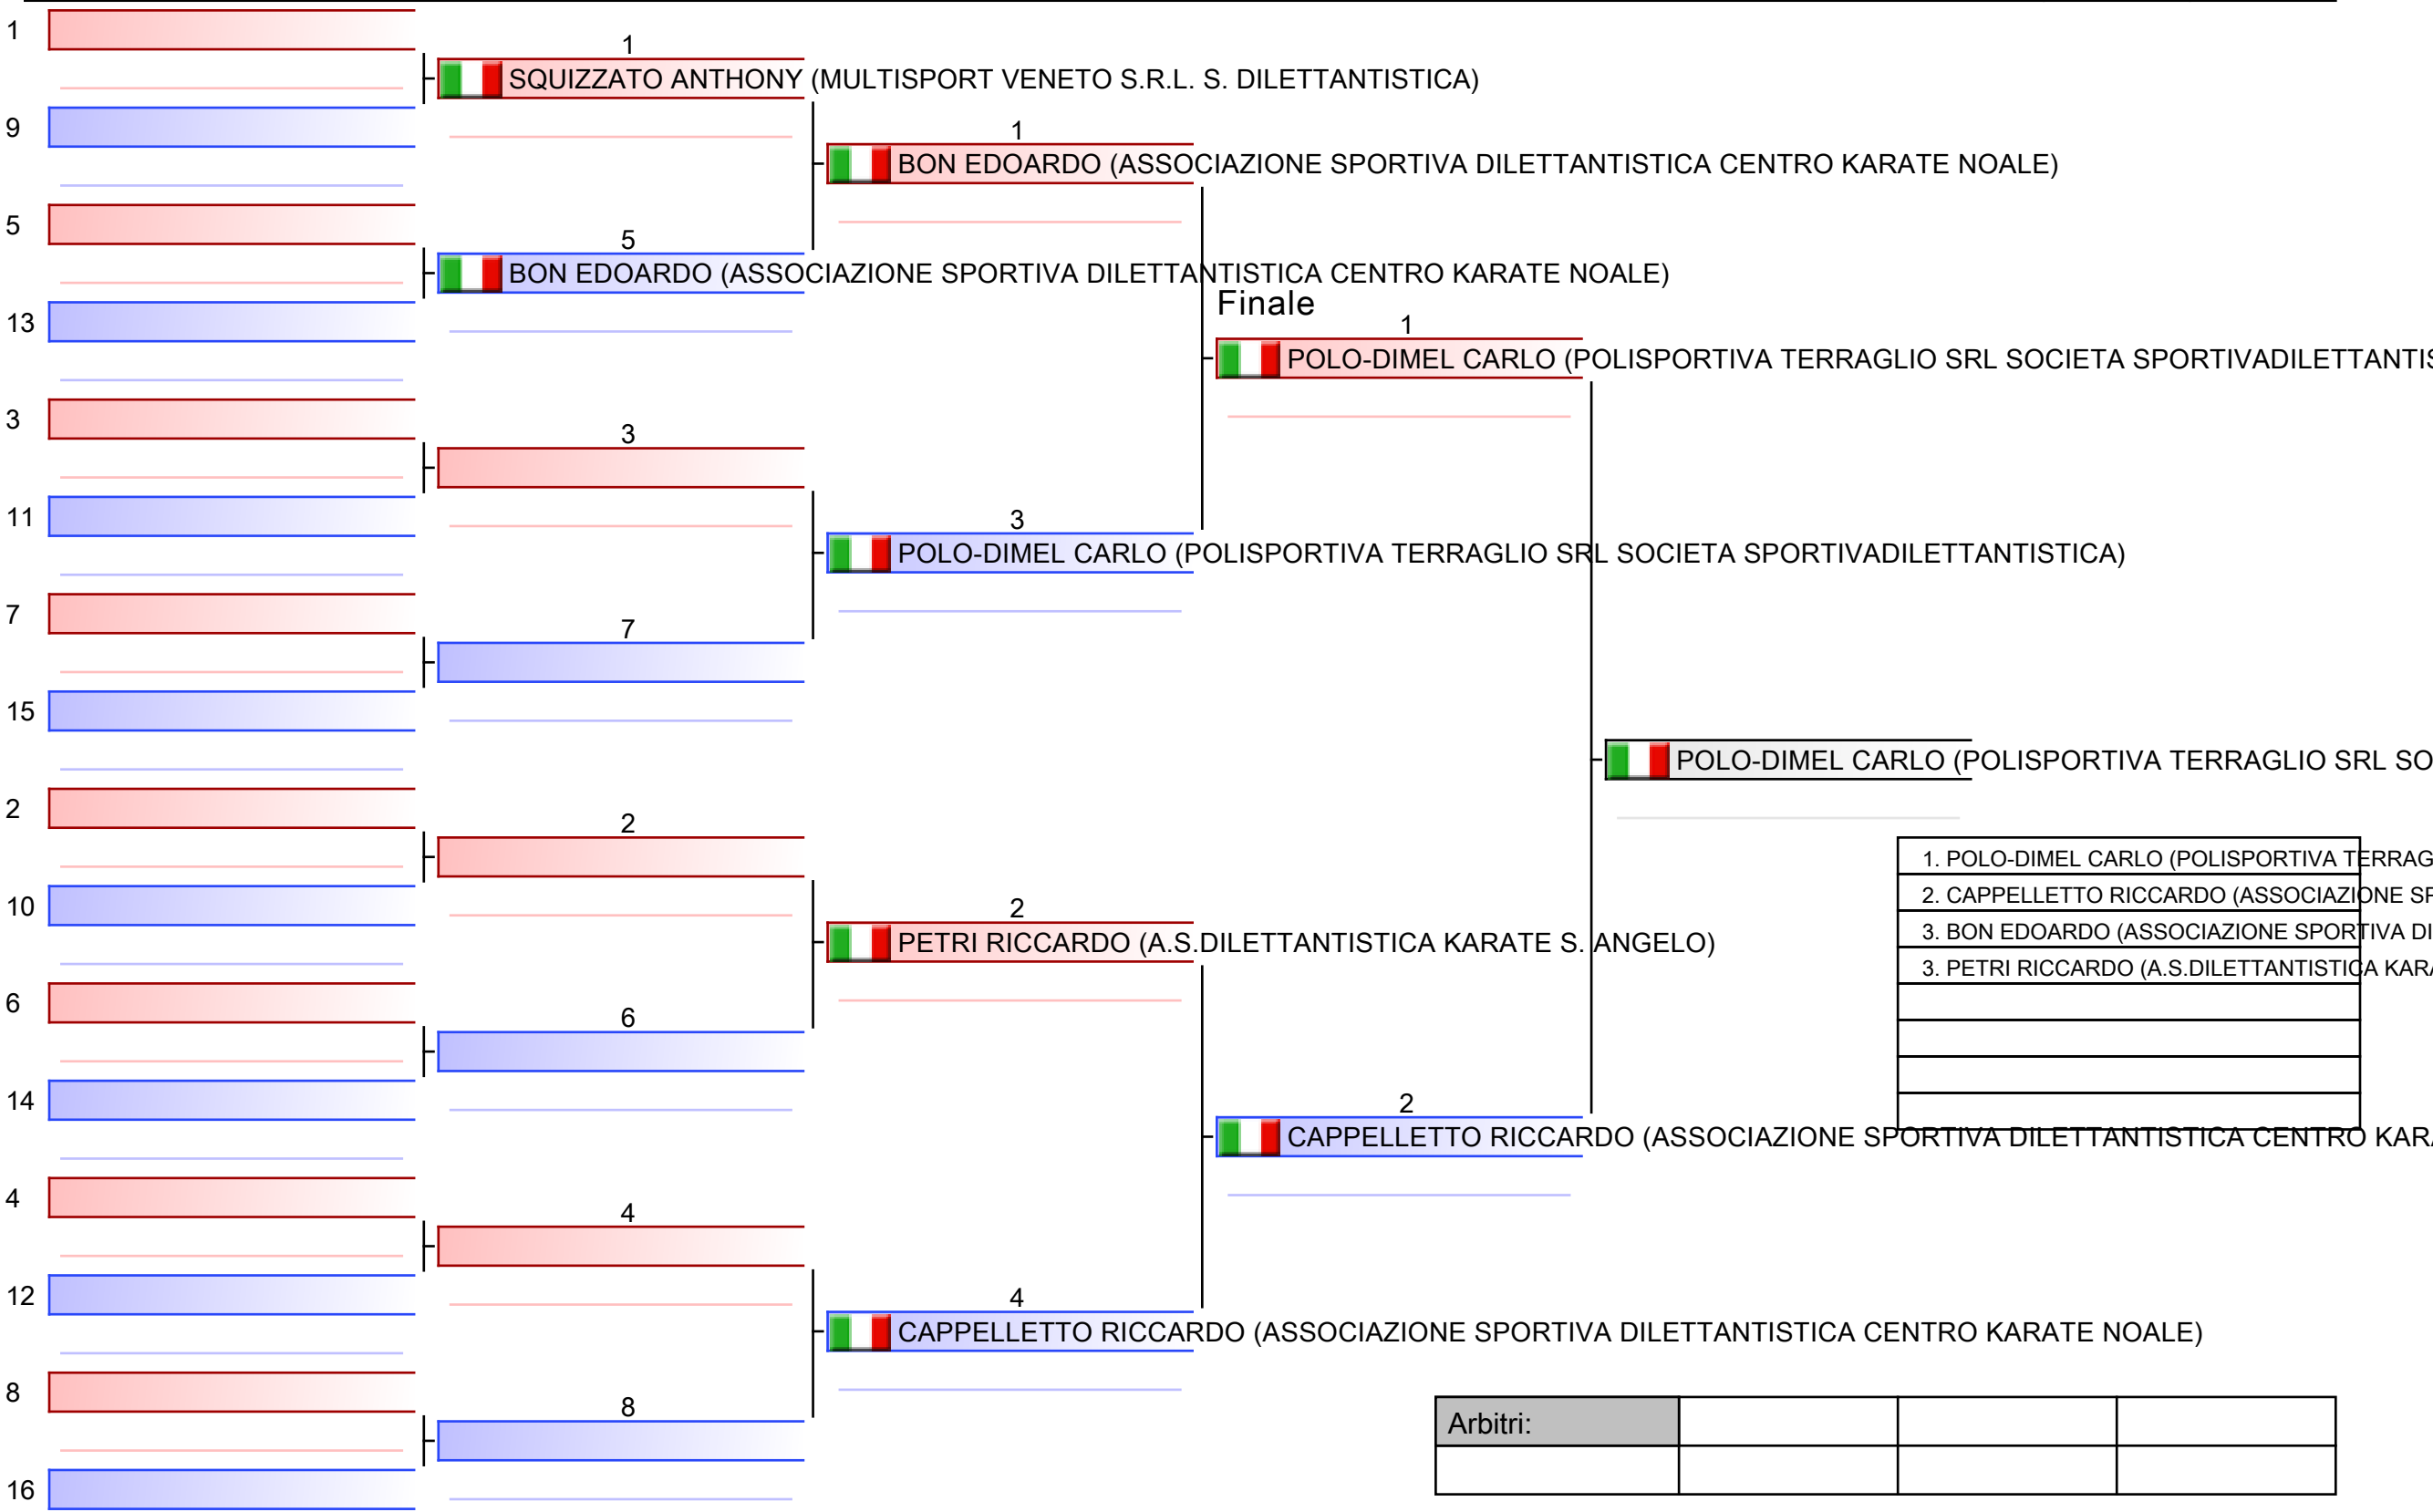 1
1
SQUIZZATO ANTHONY (MULTISPORT VENETO S.R.L. S. DILETTANTISTICA)
9
1
BON EDOARDO (ASSOCIAZIONE SPORTIVA DILETTANTISTICA CENTRO KARATE NOALE)
5
5
BON EDOARDO (ASSOCIAZIONE SPORTIVA DILETTANTISTICA CENTRO KARATE NOALE)
Finale
13
1
POLO-DIMEL CARLO (POLISPORTIVA TERRAGLIO SRL SOCIETA SPORTIVADILETTANTIS
3
3
11
3
POLO-DIMEL CARLO (POLISPORTIVA TERRAGLIO SRL SOCIETA SPORTIVADILETTANTISTICA)
7
7
15
POLO-DIMEL CARLO (POLISPORTIVA TERRAGLIO SRL SO
2
2
1. POLO-DIMEL CARLO (POLISPORTIVA TERRAG
2. CAPPELLETTO RICCARDO (ASSOCIAZIONE SP
10
2
3. BON EDOARDO (ASSOCIAZIONE SPORTIVA DI
PETRI RICCARDO (A.S.DILETTANTISTICA KARATE S. ANGELO)
3. PETRI RICCARDO (A.S.DILETTANTISTICA KARA
6
6
14
2
CAPPELLETTO RICCARDO (ASSOCIAZIONE SPORTIVA DILETTANTISTICA CENTRO KARA
4
4
12
4
CAPPELLETTO RICCARDO (ASSOCIAZIONE SPORTIVA DILETTANTISTICA CENTRO KARATE NOALE)
8
8
Arbitri:
16